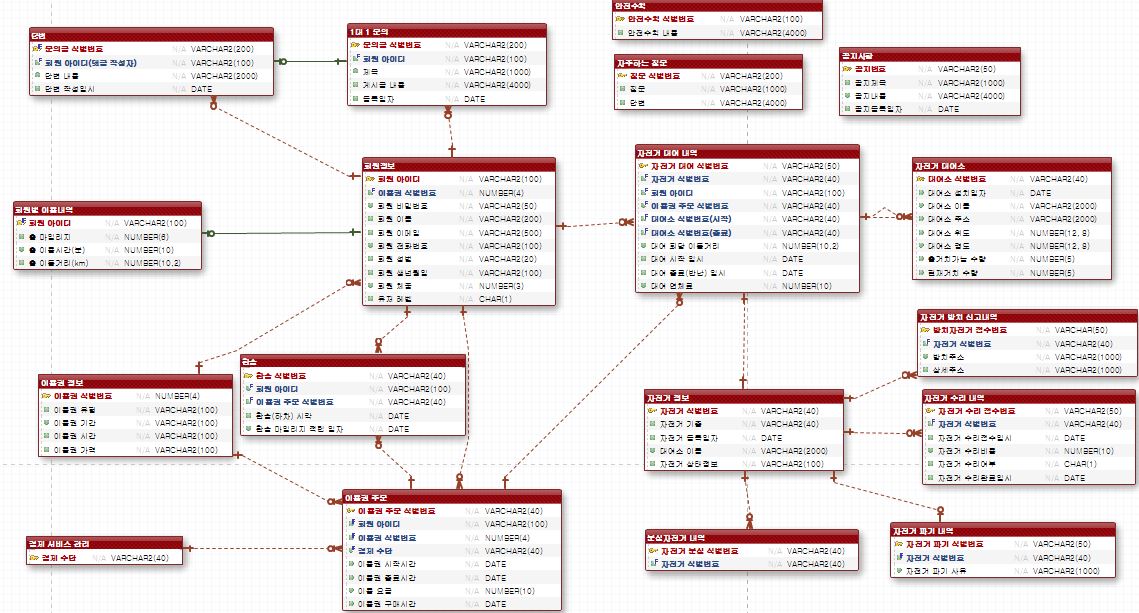 답변
문의글 식별번호 N/A VARCHAR2(200)
회원 아이디(댓글 작성자) N/A VARCHAR2(100)
답변 내용 N/A VARCHAR2(2000)
답변 작성일시 N/A DATE
1대 1 문의
문의글 식별번호 N/A VARCHAR2(200)
회원 아이디 N/A VARCHAR2(100)
제목 N/A VARCHAR2(1000)
게시글 내용 N/A VARCHAR2(4000)
등록일자 N/A DATE
안전수칙
안전수칙 식별번호 N/A VARCHAR2(100)
안전수칙 내용 N/A VARCHAR2(4000)
자주하는 질문
질문 식별번호 N/A VARCHAR2(200)
질문 N/A VARCHAR2(1000)
답변 N/A VARCHAR2(4000)
공지사항
공지번호 N/A VARCHAR2(50)
공지제목 N/A VARCHAR2(1000)
공지내용 N/A VARCHAR2(4000)
공지등록일자 N/A DATE
회원정보
회원 아이디 N/A VARCHAR2(100)
이용권 식별번호 N/A NUMBER(4)
회원 비밀번호 N/A VARCHAR2(50)
회원 이름 N/A VARCHAR2(200)
회원 이메일 N/A VARCHAR2(500)
회원 전화번호 N/A VARCHAR2(100)
회원 성별 N/A VARCHAR2(20)
회원 생년월일 N/A VARCHAR2(100)
회원 체중 N/A NUMBER(3)
유저 레벨 N/A CHAR(1)
자전거 대여 내역
자전거 대여 식별번호 N/A VARCHAR2(50)
자전거 식별번호 N/A VARCHAR2(40)
회원 아이디 N/A VARCHAR2(100)
이용권 주문 식별번호 N/A VARCHAR2(40)
대여소 식별번호(시작) N/A VARCHAR2(40)
대여소 식별번호(종료) N/A VARCHAR2(40)
대여 회당 이동거리 N/A NUMBER(10,2)
대여 시작 일시 N/A DATE
대여 종료(반납) 일시 N/A DATE
대여 연체료 N/A NUMBER(10)
자전거 대여소
대여소 식별번호 N/A VARCHAR2(40)
대여소 설치일자 N/A DATE
대여소 이름 N/A VARCHAR2(2000)
대여소 주소 N/A VARCHAR2(2000)
대여소 위도 N/A NUMBER(12, 8)
대여소 경도 N/A NUMBER(12, 8)
총거치가능 수량 N/A NUMBER(5)
현재거치 수량 N/A NUMBER(5)
회원별 이용내역
회원 아이디 N/A VARCHAR2(100)
총 마일리지 N/A NUMBER(6)
총 이용시간(분) N/A NUMBER(10)
총 이동거리(km) N/A NUMBER(10,2)
자전거 방치 신고내역
방치자전거 접수번호 N/A VARCHAR(50)
자전거 식별번호 N/A VARCHAR2(40)
방치주소 N/A VARCHAR2(1000)
상세주소 N/A VARCHAR2(1000)
환승
환승 식별번호 N/A VARCHAR2(40)
회원 아이디 N/A VARCHAR2(100)
이용권 주문 식별번호 N/A VARCHAR2(40)
환승(하차) 시각 N/A DATE
환승 마일리지 적립 일자 N/A DATE
이용권 정보
이용권 식별번호 N/A NUMBER(4)
이용권 유형 N/A VARCHAR2(100)
이용권 기간 N/A VARCHAR2(100)
이용권 시간 N/A VARCHAR2(100)
이용권 가격 N/A VARCHAR2(100)
자전거 정보
자전거 식별번호 N/A VARCHAR2(40)
자전거 기종 N/A VARCHAR2(40)
자전거 등록일자 N/A DATE
대여소 이름 N/A VARCHAR2(2000)
자전거 상태정보 N/A VARCHAR2(100)
자전거 수리 내역
자전거 수리 접수번호 N/A VARCHAR2(50)
자전거 식별번호 N/A VARCHAR2(40)
자전거 수리접수일시 N/A DATE
자전거 수리비용 N/A NUMBER(10)
자전거 수리여부 N/A CHAR(1)
자전거 수리완료일시 N/A DATE
이용권 주문
이용권 주문 식별번호 N/A VARCHAR2(40)
회원 아이디 N/A VARCHAR2(100)
이용권 식별번호 N/A NUMBER(4)
결제 수단 N/A VARCHAR2(40)
이용권 시작시간 N/A DATE
이용권 종료시간 N/A DATE
이용 요금 N/A NUMBER(10)
이용권 구매시간 N/A DATE
결제 서비스 관리
결제 수단 N/A VARCHAR2(40)
분실자전거 내역
자전거 분실 식별번호 N/A VARCHAR2(40)
자전거 식별번호 N/A VARCHAR2(40)
자전거 폐기 내역
자전거 폐기 식별번호 N/A VARCHAR2(50)
자전거 식별번호 N/A VARCHAR2(40)
자전거 폐기 사유 N/A VARCHAR2(1000)